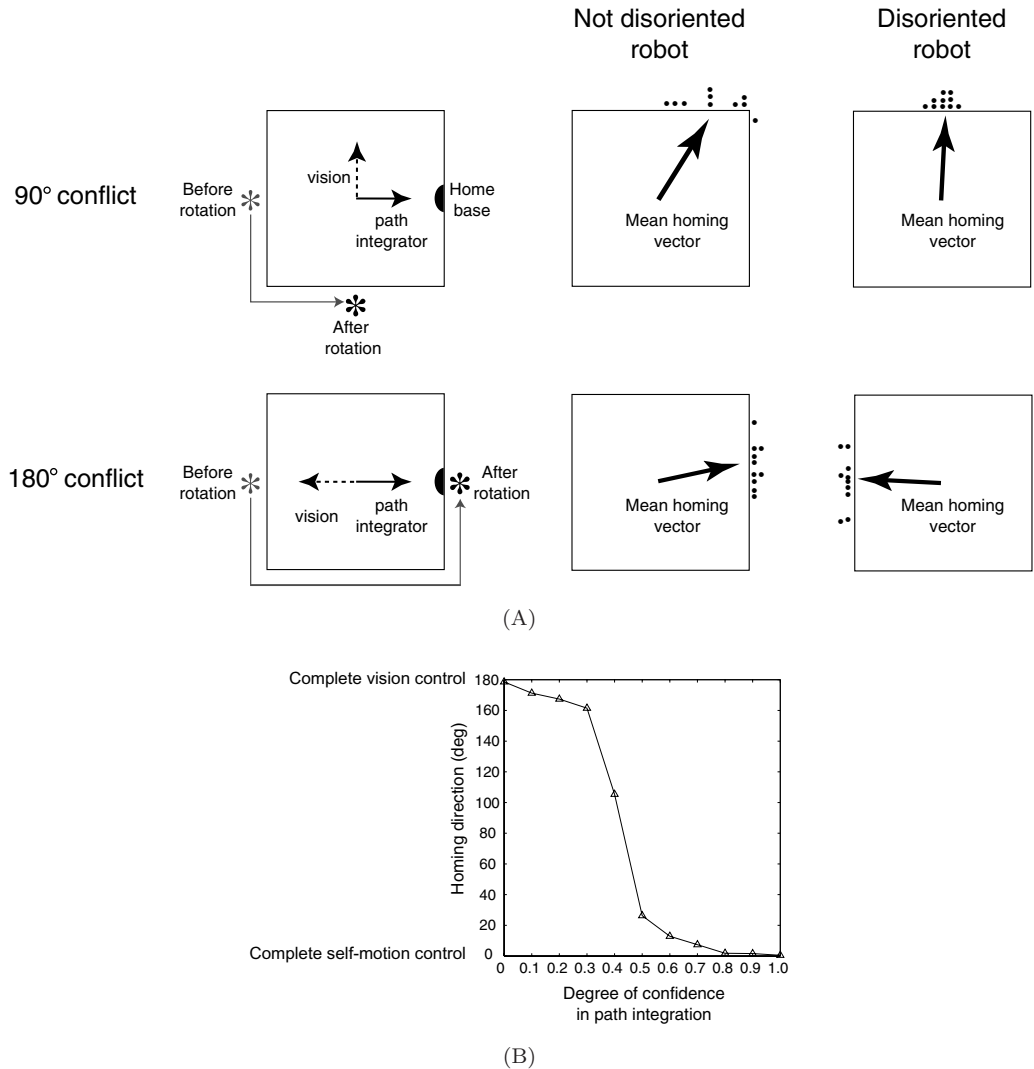 Not disoriented
robot
Disoriented
robot
90° conflict
Before
rotation
vision
path
integrator
Home
base
After
rotation
Mean homing
vector
Mean homing
vector
180° conflict
Before
rotation
vision
path
integrator
After
rotation
Mean homing
vector
Mean homing
vector
(A)
Complete vision control
Complete self-motion control
Homing direction (deg)
180
160
140
120
100
80
60
40
20
0
0 0.1 0.2 0.3 0.4 0.5 0.6 0.7 0.8 0.9 1.0
Degree of confidence
in path integration
(B)